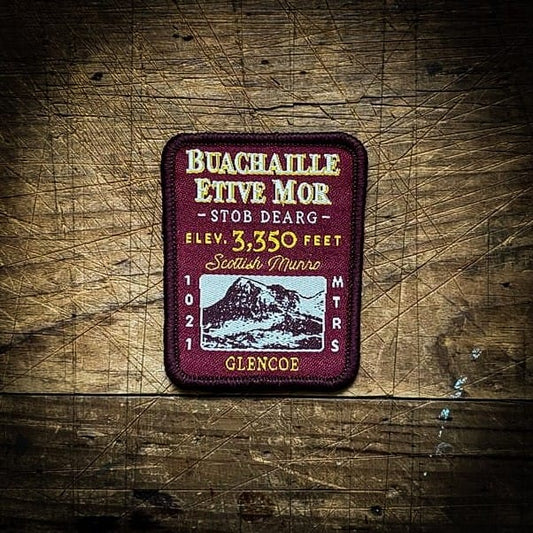 BUACHAILLE
ETIVE MOR
- STOB DEARG -
ELEV. 3,350 FEET
Scottish Munro
1021
MTRS
GLENCOE